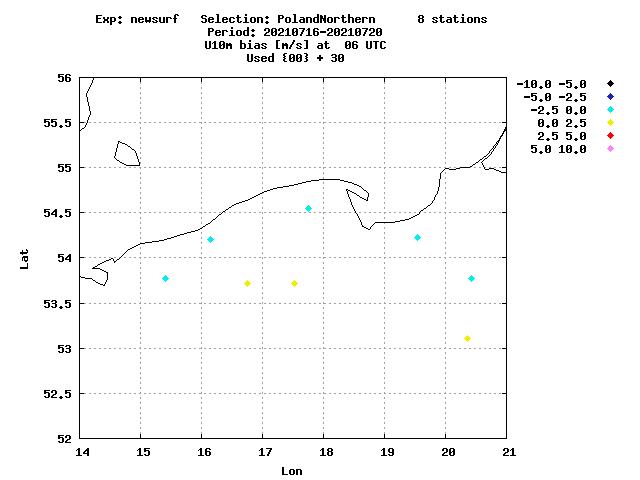 Exp: newsurf   Selection: PolandNorthern      8 stations
Period: 20210716-20210720
U10m bias [m/s] at  06 UTC
Used {00} + 30
-10.0 -5.0
-5.0 -2.5
-2.5 0.0
0.0 2.5
2.5 5.0
5.0 10.0
56
55.5
55
54.5
54
53.5
53
52.5
52
Lat
14 15 16 17 18 19 20 21
Lon